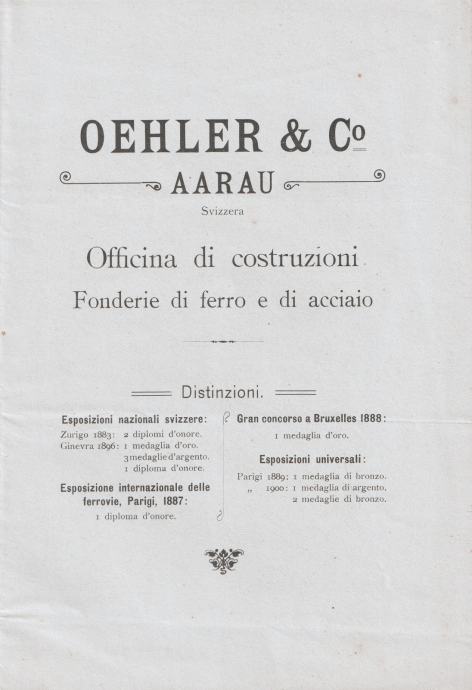 OEHLER & Cº
AARAU
Svizzera
Officina di costruzioni
Fonderie di ferro e di acciaio
Distinzioni.
Esposizioni nazionali svizzere:
Zurigo 1883: 2 diplomi d'onore.
Ginevra 1896: 1 medaglia d'oro.
3 medaglie d'argento.
1 diploma d'onore.
Esposizione internazionale delle
ferrovie, Parigi, 1887:
1 diploma d'onore.
Gran concorso a Bruxelles 1888:
1 medaglia d'oro.
Esposizioni universali:
Parigi 1889: 1 medaglia di bronzo.
„ 1900: 1 medaglia di argento.
2 medaglie di bronzo.